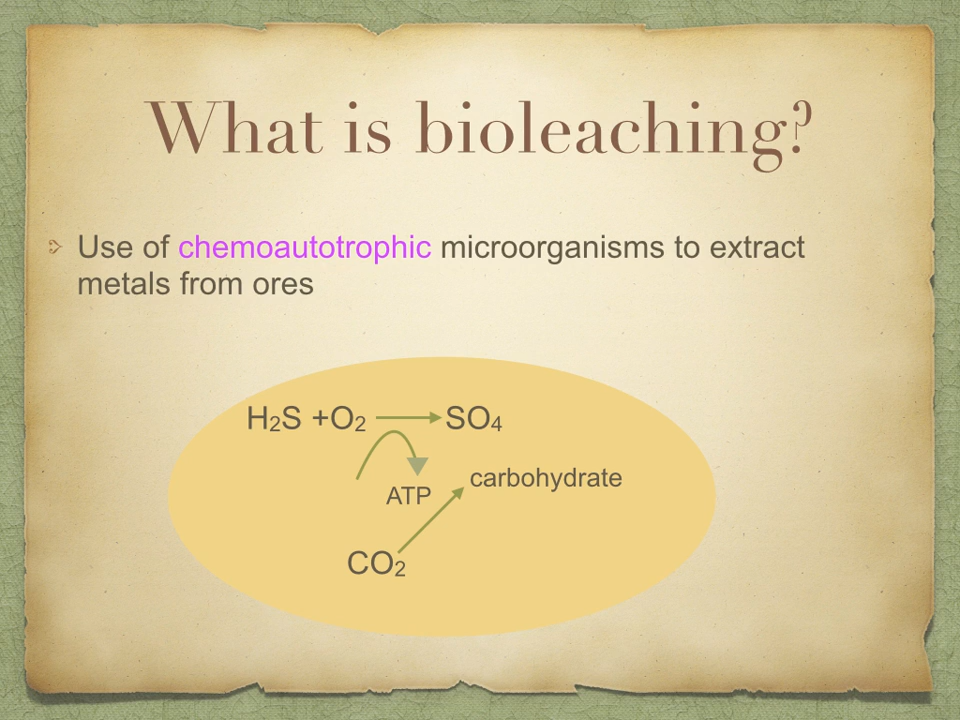 What is bioleaching?
Use of chemoautotrophic microorganisms to extract
metals from ores
H₂S +O₂ SO₄
carbohydrate
ATP
CO₂